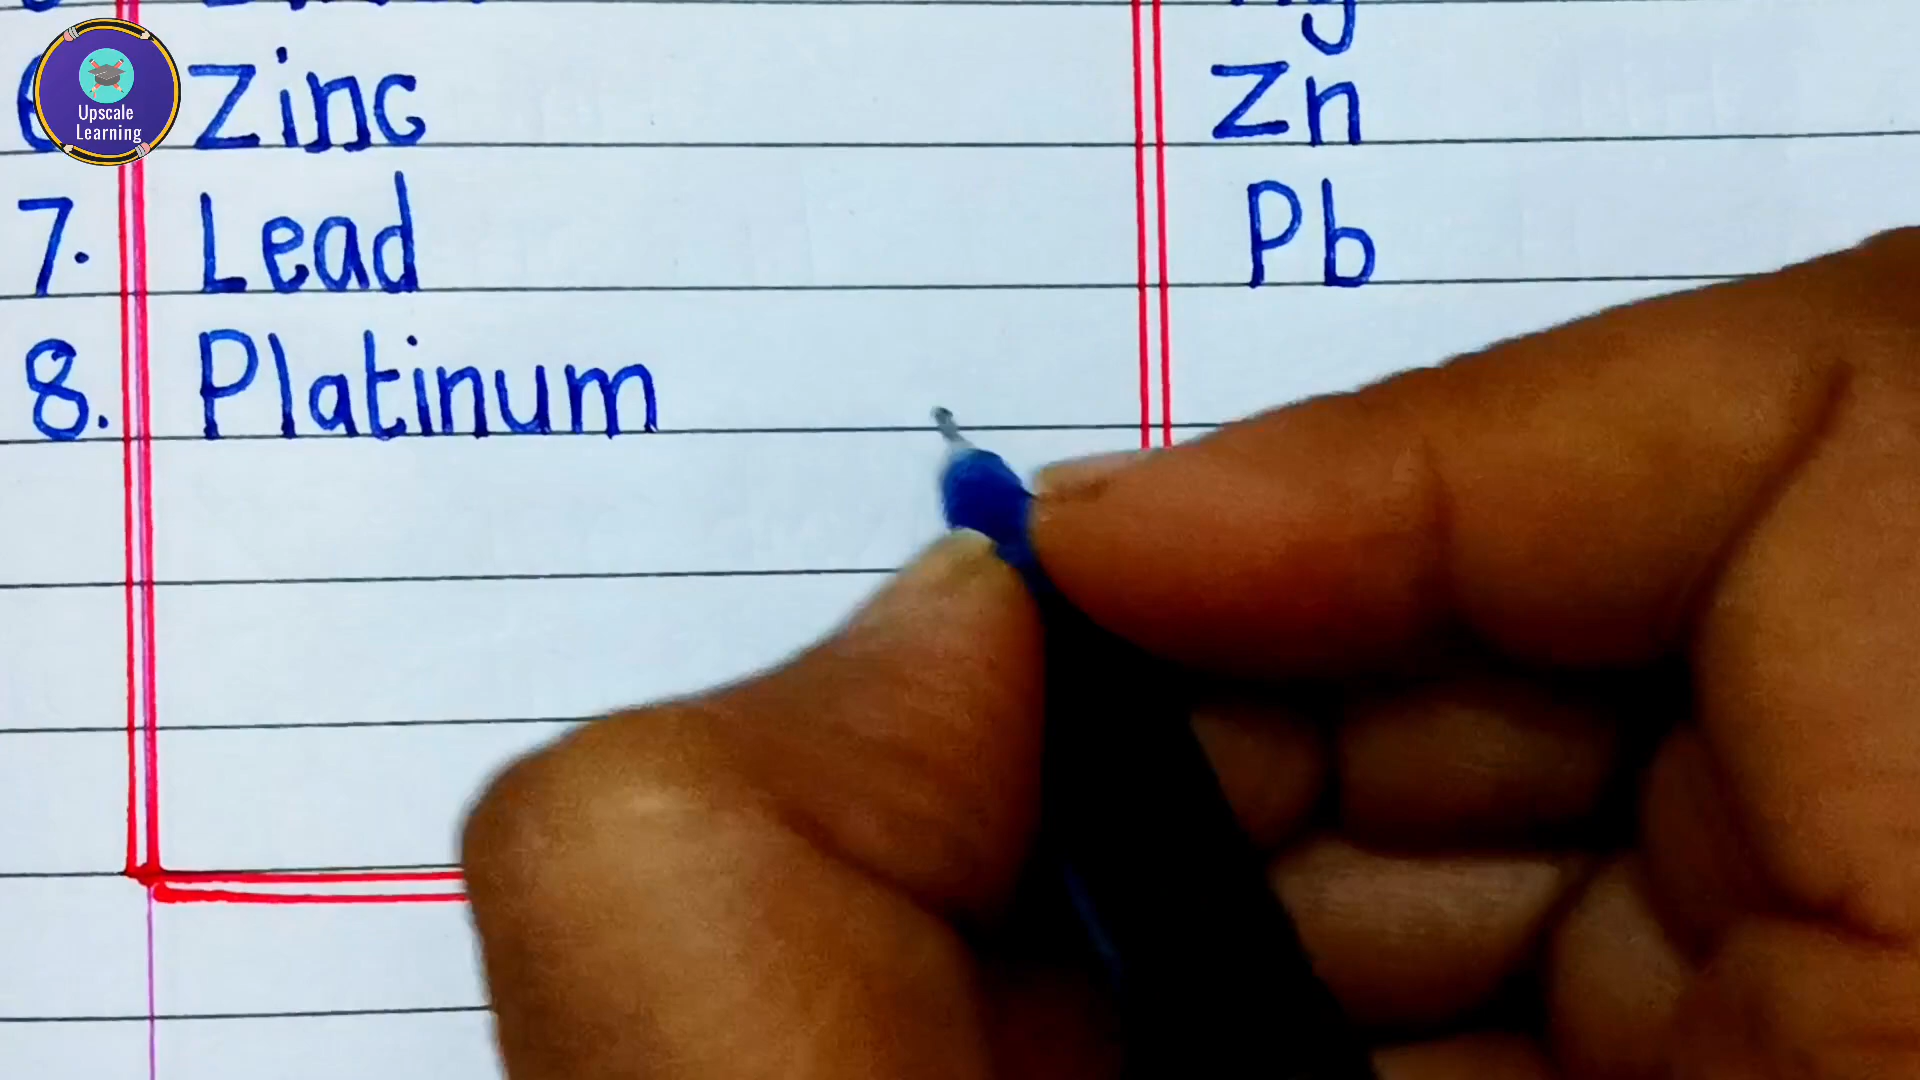 Upscale
Learning
Zinc Zn
7. Lead Pb
8. Platinum